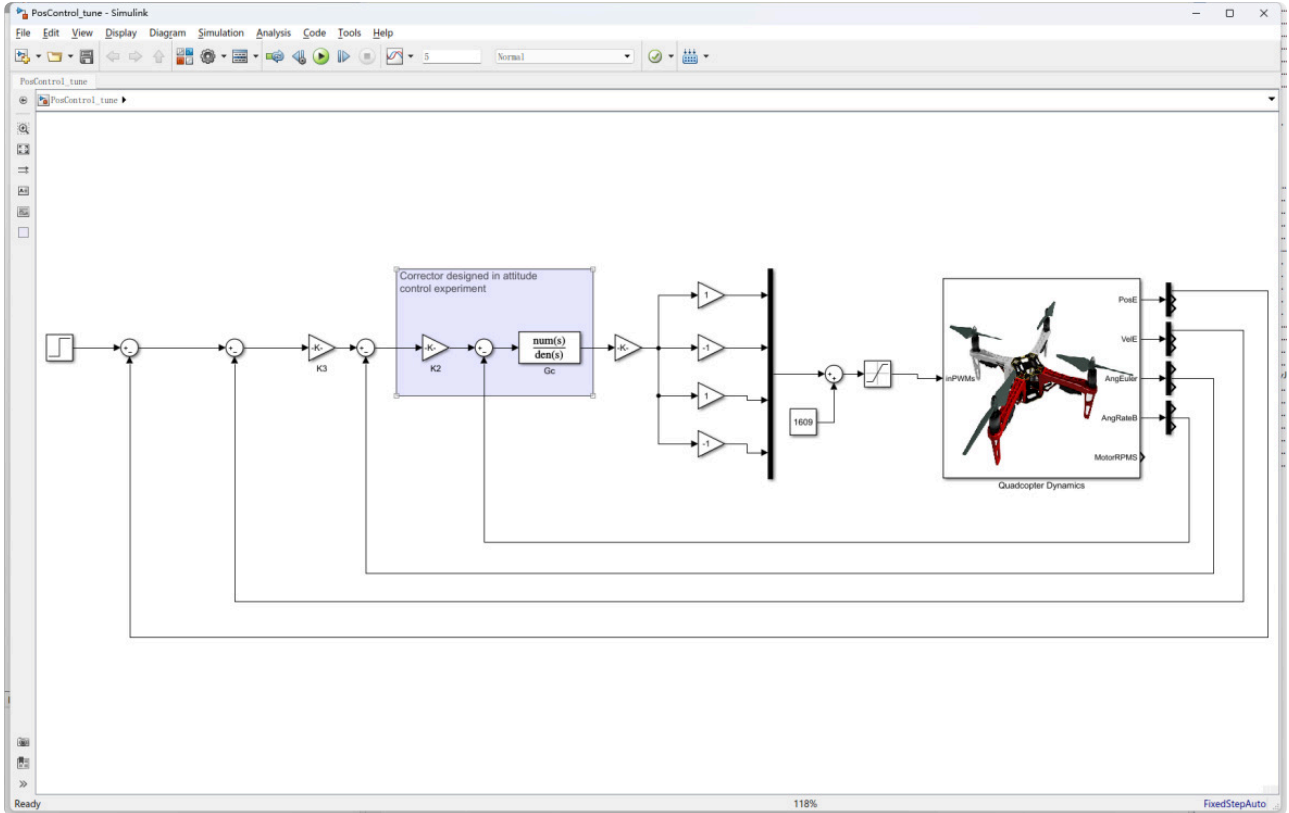 PosControl_tune - Simulink
File Edit View Display Diagram Simulation Analysis Code Tools Help
5 Normal
PosControl_tune
PosControl_tune
Corrector designed in attitude
control experiment
-K-
K3
-K-
K2
num(s)
den(s)
Gc
-K-
1
-1
1
-1
1609
inPWMs
PosE
VelE
AngEuler
AngRateB
MotorRPMS
Quadcopter Dynamics
Ready 118% FixedStepAuto